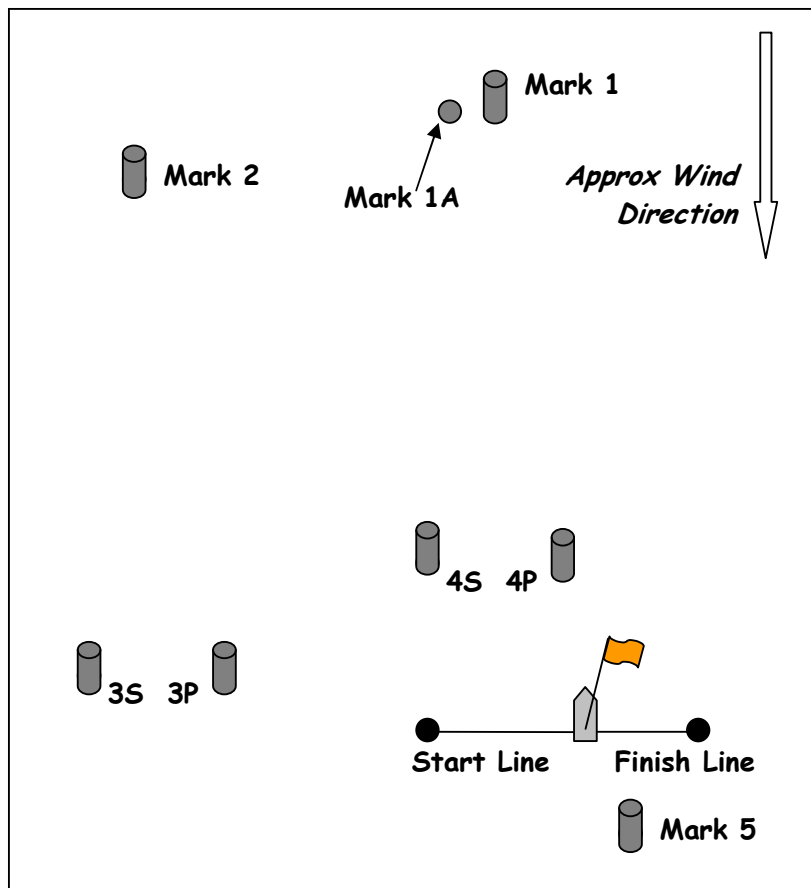 Mark 1
Mark 2
Mark 1A
Approx Wind
Direction
4S 4P
3S 3P
Start Line
Finish Line
Mark 5